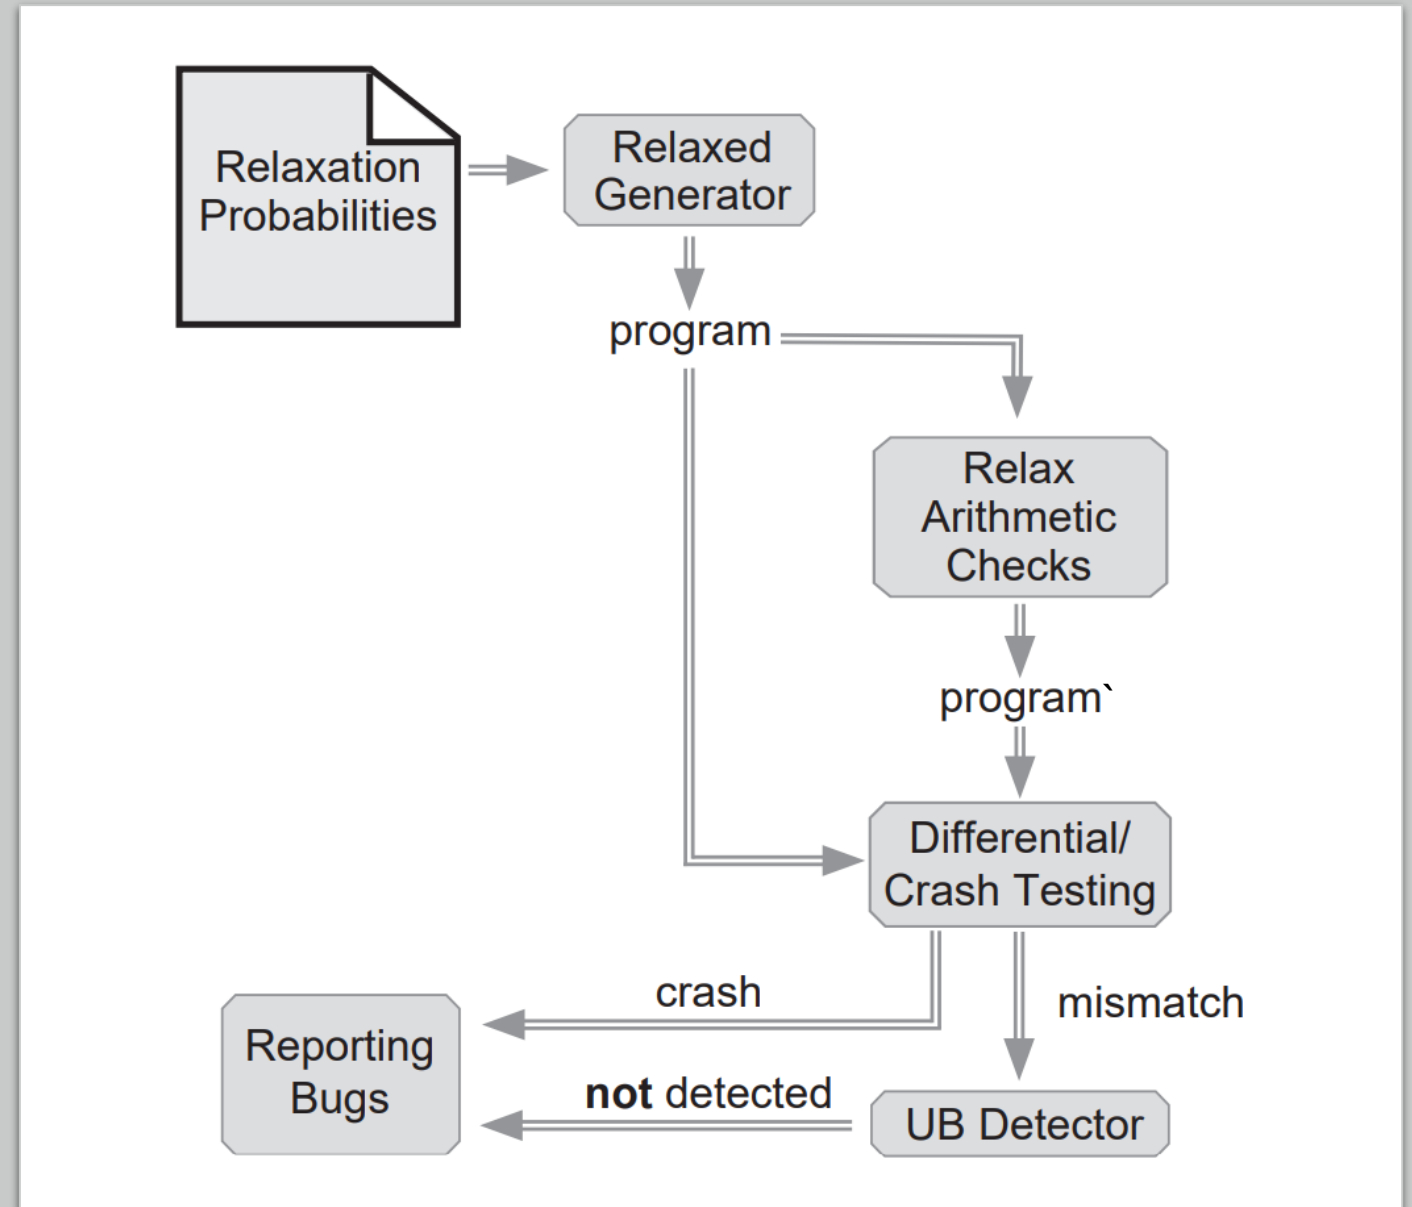 Relaxation
Probabilities
Relaxed
Generator
program
Relax
Arithmetic
Checks
program`
Differential/
Crash Testing
crash
mismatch
Reporting
Bugs
not detected
UB Detector